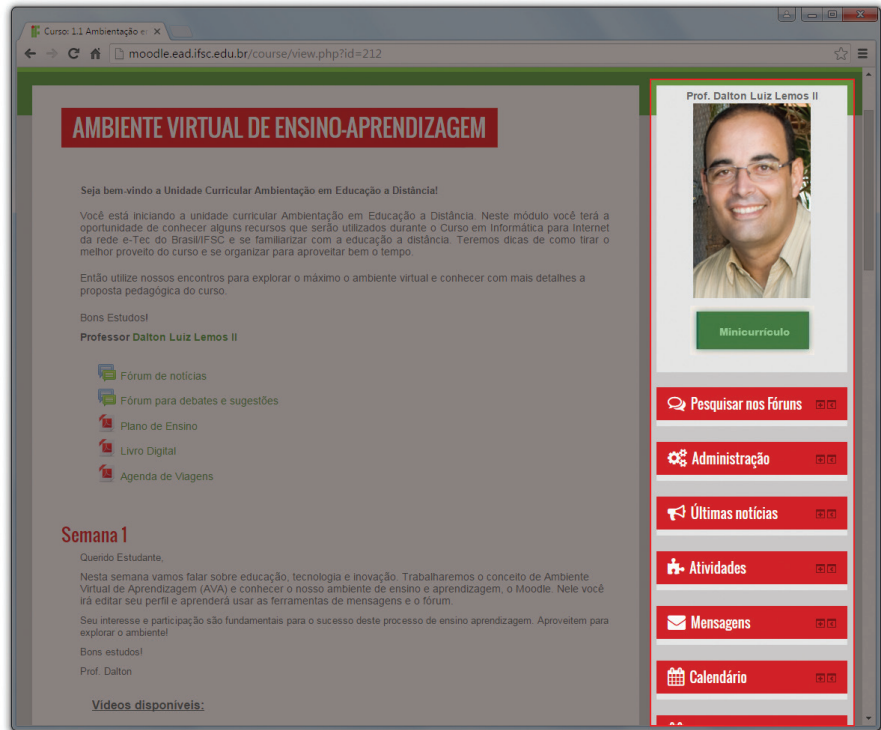 Curso: 1.1 Ambientação e
moodle.ead.ifsc.edu.br/course/view.php?id=212
AMBIENTE VIRTUAL DE ENSINO-APRENDIZAGEM
Seja bem-vindo a Unidade Curricular Ambientação em Educação a Distância!
Você está iniciando a unidade curricular Ambientação em Educação a Distância. Neste módulo você terá a
oportunidade de conhecer alguns recursos que serão utilizados durante o Curso em Informática para Internet
da rede e-Tec do Brasil/IFSC e se familiarizar com a educação a distância. Teremos dicas de como tirar o
melhor proveito do curso e se organizar para aproveitar bem o tempo.
Então utilize nossos encontros para explorar o máximo o ambiente virtual e conhecer com mais detalhes a
proposta pedagógica do curso.
Bons Estudos!
Professor Dalton Luiz Lemos II
Fórum de notícias
Fórum para debates e sugestões
Plano de Ensino
Livro Digital
Agenda de Viagens
Semana 1
Querido Estudante,
Nesta semana vamos falar sobre educação, tecnologia e inovação. Trabalharemos o conceito de Ambiente
Virtual de Aprendizagem (AVA) e conhecer o nosso ambiente de ensino e aprendizagem, o Moodle. Nele você
irá editar seu perfil e aprenderá usar as ferramentas de mensagens e o fórum.
Seu interesse e participação são fundamentais para o sucesso deste processo de ensino aprendizagem. Aproveitem para
explorar o ambiente!
Bons estudos!
Prof. Dalton
Videos disponíveis:
Prof. Dalton Luiz Lemos II
Minicurrículo
Pesquisar nos Fóruns
Administração
Últimas notícias
Atividades
Mensagens
Calendário